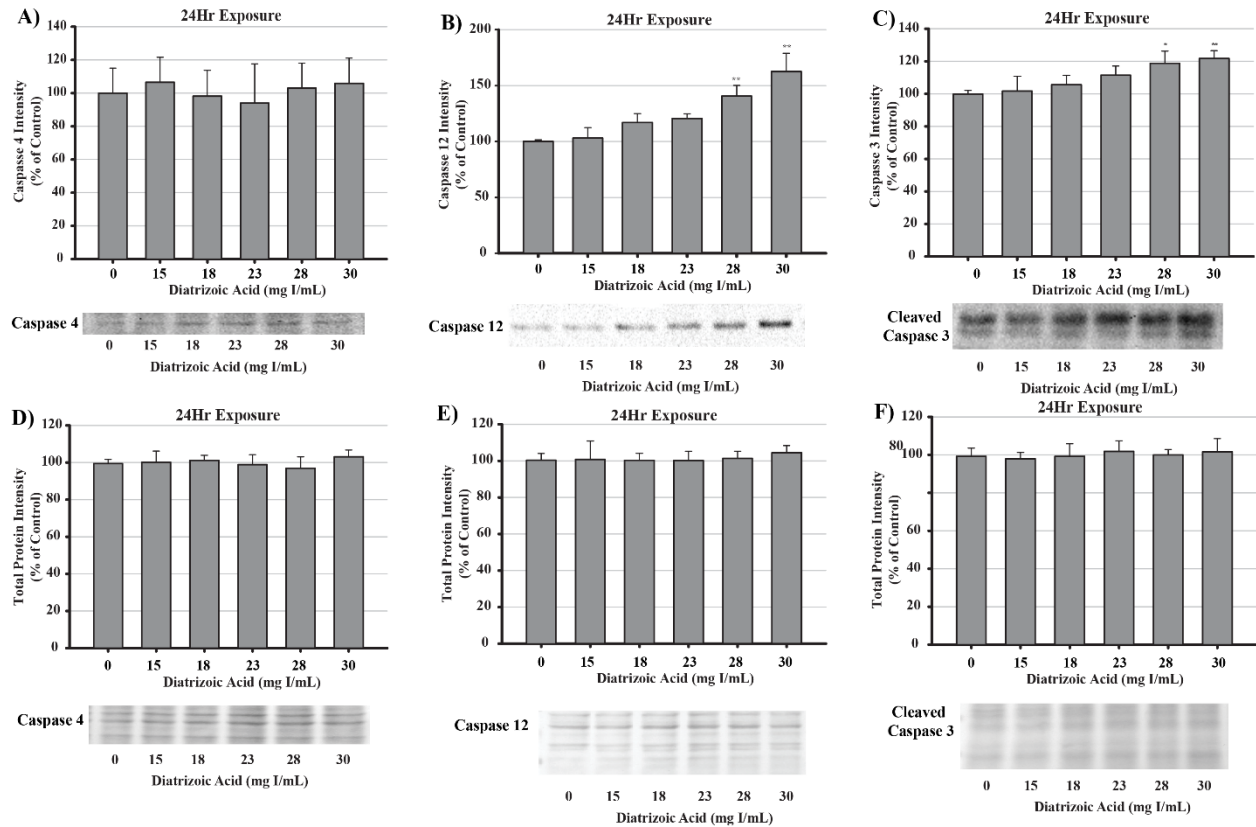 A)
24Hr Exposure
Caspasse 4 Intensity
(% of Control)
140
120
100
80
60
40
20
0
0 15 18 23 28 30
Diatrizoic Acid (mg I/mL)
Caspase 4
0 15 18 23 28 30
Diatrizoic Acid (mg I/mL)
B)
24Hr Exposure
Caspasse 12 Intensity
(% of Control)
200
150
100
50
0
** **
0 15 18 23 28 30
Diatrizoic Acid (mg I/mL)
Caspase 12
0 15 18 23 28 30
Diatrizoic Acid (mg I/mL)
C)
24Hr Exposure
Caspasse 3 Intensity
(% of Control)
140
120
100
80
60
40
20
0
* **
0 15 18 23 28 30
Diatrizoic Acid (mg I/mL)
Cleaved
Caspase 3
0 15 18 23 28 30
Diatrizoic Acid (mg I/mL)
D)
24Hr Exposure
Total Protein Intensity
(% of Control)
120
100
80
60
40
20
0
0 15 18 23 28 30
Diatrizoic Acid (mg I/mL)
Caspase 4
0 15 18 23 28 30
Diatrizoic Acid (mg I/mL)
E)
24Hr Exposure
Total Protein Intensity
(% of Control)
120
100
80
60
40
20
0
0 15 18 23 28 30
Diatrizoic Acid (mg I/mL)
Caspase 12
0 15 18 23 28 30
Diatrizoic Acid (mg I/mL)
F)
24Hr Exposure
Total Protein Intensity
(% of Control)
120
80 100
80
60
40
20
0
0 15 18 23 28 30
Diatrizoic Acid (mg I/mL)
Cleaved
Caspase 3
0 15 18 23 28 30
Diatrizoic Acid (mg I/mL)